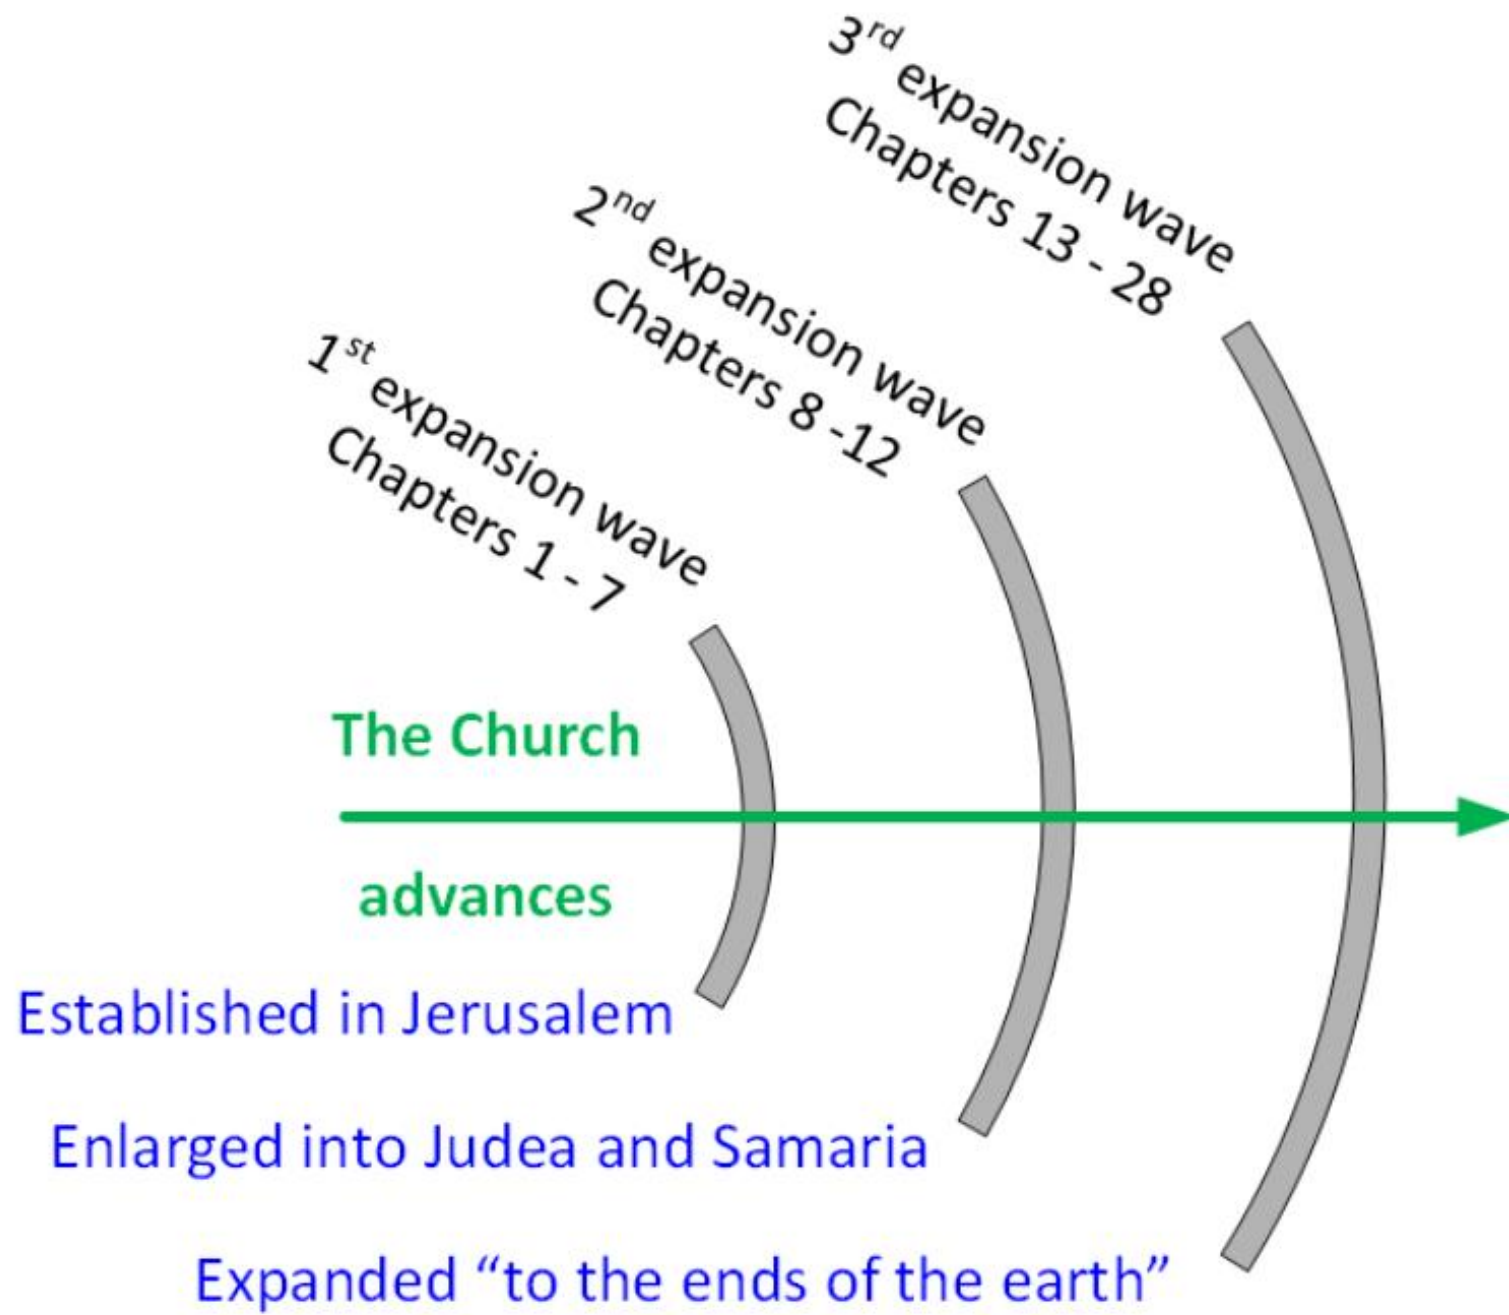 3rd expansion wave
Chapters 13 - 28
2nd expansion wave
Chapters 8 -12
1st expansion wave
Chapters 1 - 7
The Church
advances
Established in Jerusalem
Enlarged into Judea and Samaria
Expanded “to the ends of the earth”